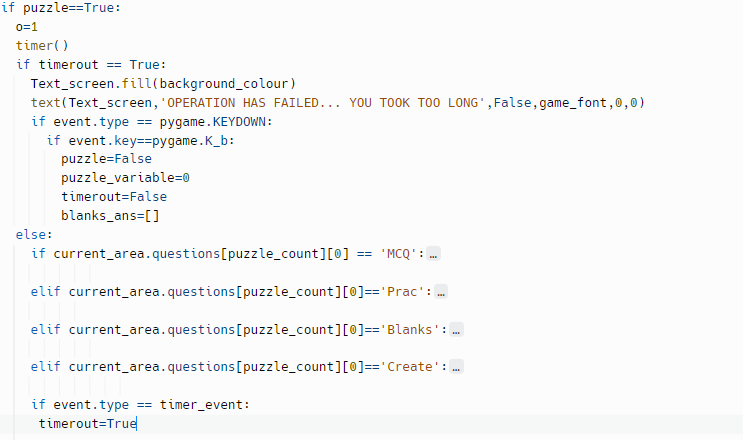 if puzzle==True:
o=1
timer()
if timerout == True:
Text_screen.fill(background_colour)
text(Text_screen,'OPERATION HAS FAILED... YOU TOOK TOO LONG',False,game_font,0,0)
if event.type == pygame.KEYDOWN:
if event.key==pygame.K_b:
puzzle=False
puzzle_variable=0
timerout=False
blanks_ans=[]
else:
if current_area.questions[puzzle_count][0] == 'MCQ':…
elif current_area.questions[puzzle_count][0]=='Prac':…
elif current_area.questions[puzzle_count][0]=='Blanks':…
elif current_area.questions[puzzle_count][0]=='Create':…
if event.type == timer_event:
timerout=True